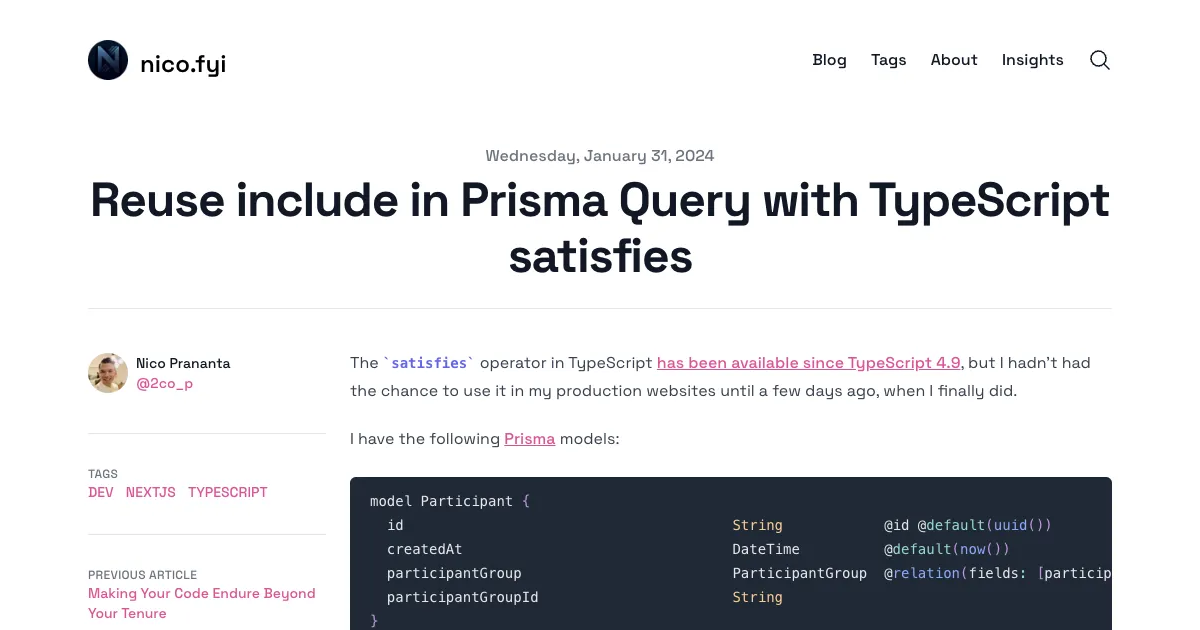 nico.fyi
Blog Tags About Insights
Wednesday, January 31, 2024
Reuse include in Prisma Query with TypeScript
satisfies
Nico Prananta
@2co_p
TAGS
DEV NEXTJS TYPESCRIPT
PREVIOUS ARTICLE
Making Your Code Endure Beyond
Your Tenure
The `satisfies` operator in TypeScript has been available since TypeScript 4.9, but I hadn't had
the chance to use it in my production websites until a few days ago, when I finally did.
I have the following Prisma models:
model Participant {
id String @id @default(uuid())
createdAt DateTime @default(now())
participantGroup ParticipantGroup @relation(fields: [particip
participantGroupId String
}